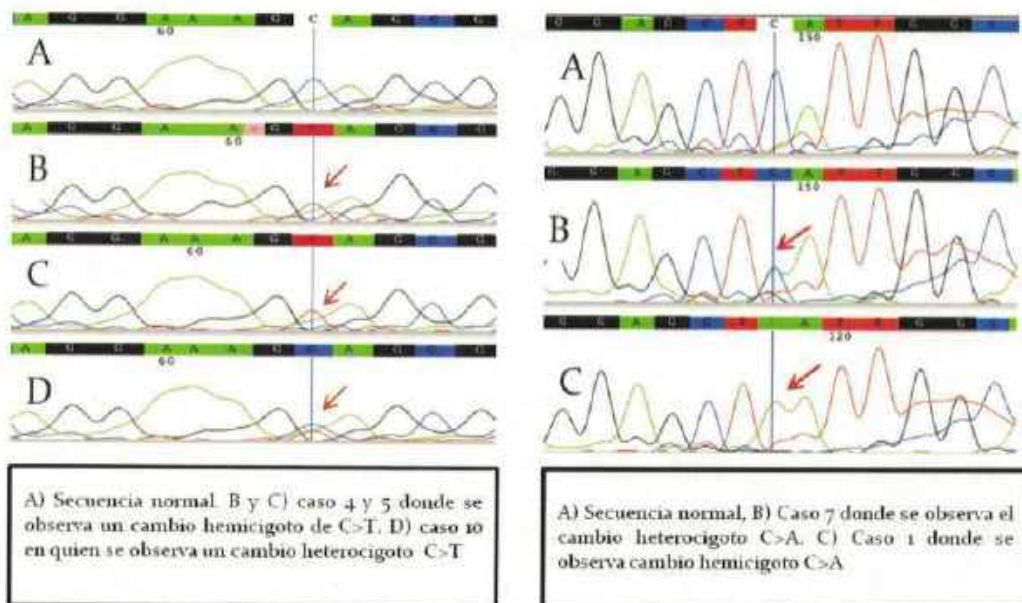 A G G A A A G C A G C G
60
A
A G G A A G A G C G
60
B
A G G A A A G A G C G
60
C
A G G A A A G C A G C G
60
D
A) Secuencia normal. B y C) caso 4 y 5 donde se
observa un cambio hemicigoto de C>T. D) caso 10
en quien se observa un cambio heterocigoto C>T
G G A G C T C A T T G G
150
A
G G A G C T C A T T G G
150
B
G G A G C T A T T G G
120
C
A) Secuencia normal, B) Caso 7 donde se observa el
cambio heterocigoto C>A. C) Caso 1 donde se
observa cambio hemicigoto C>A